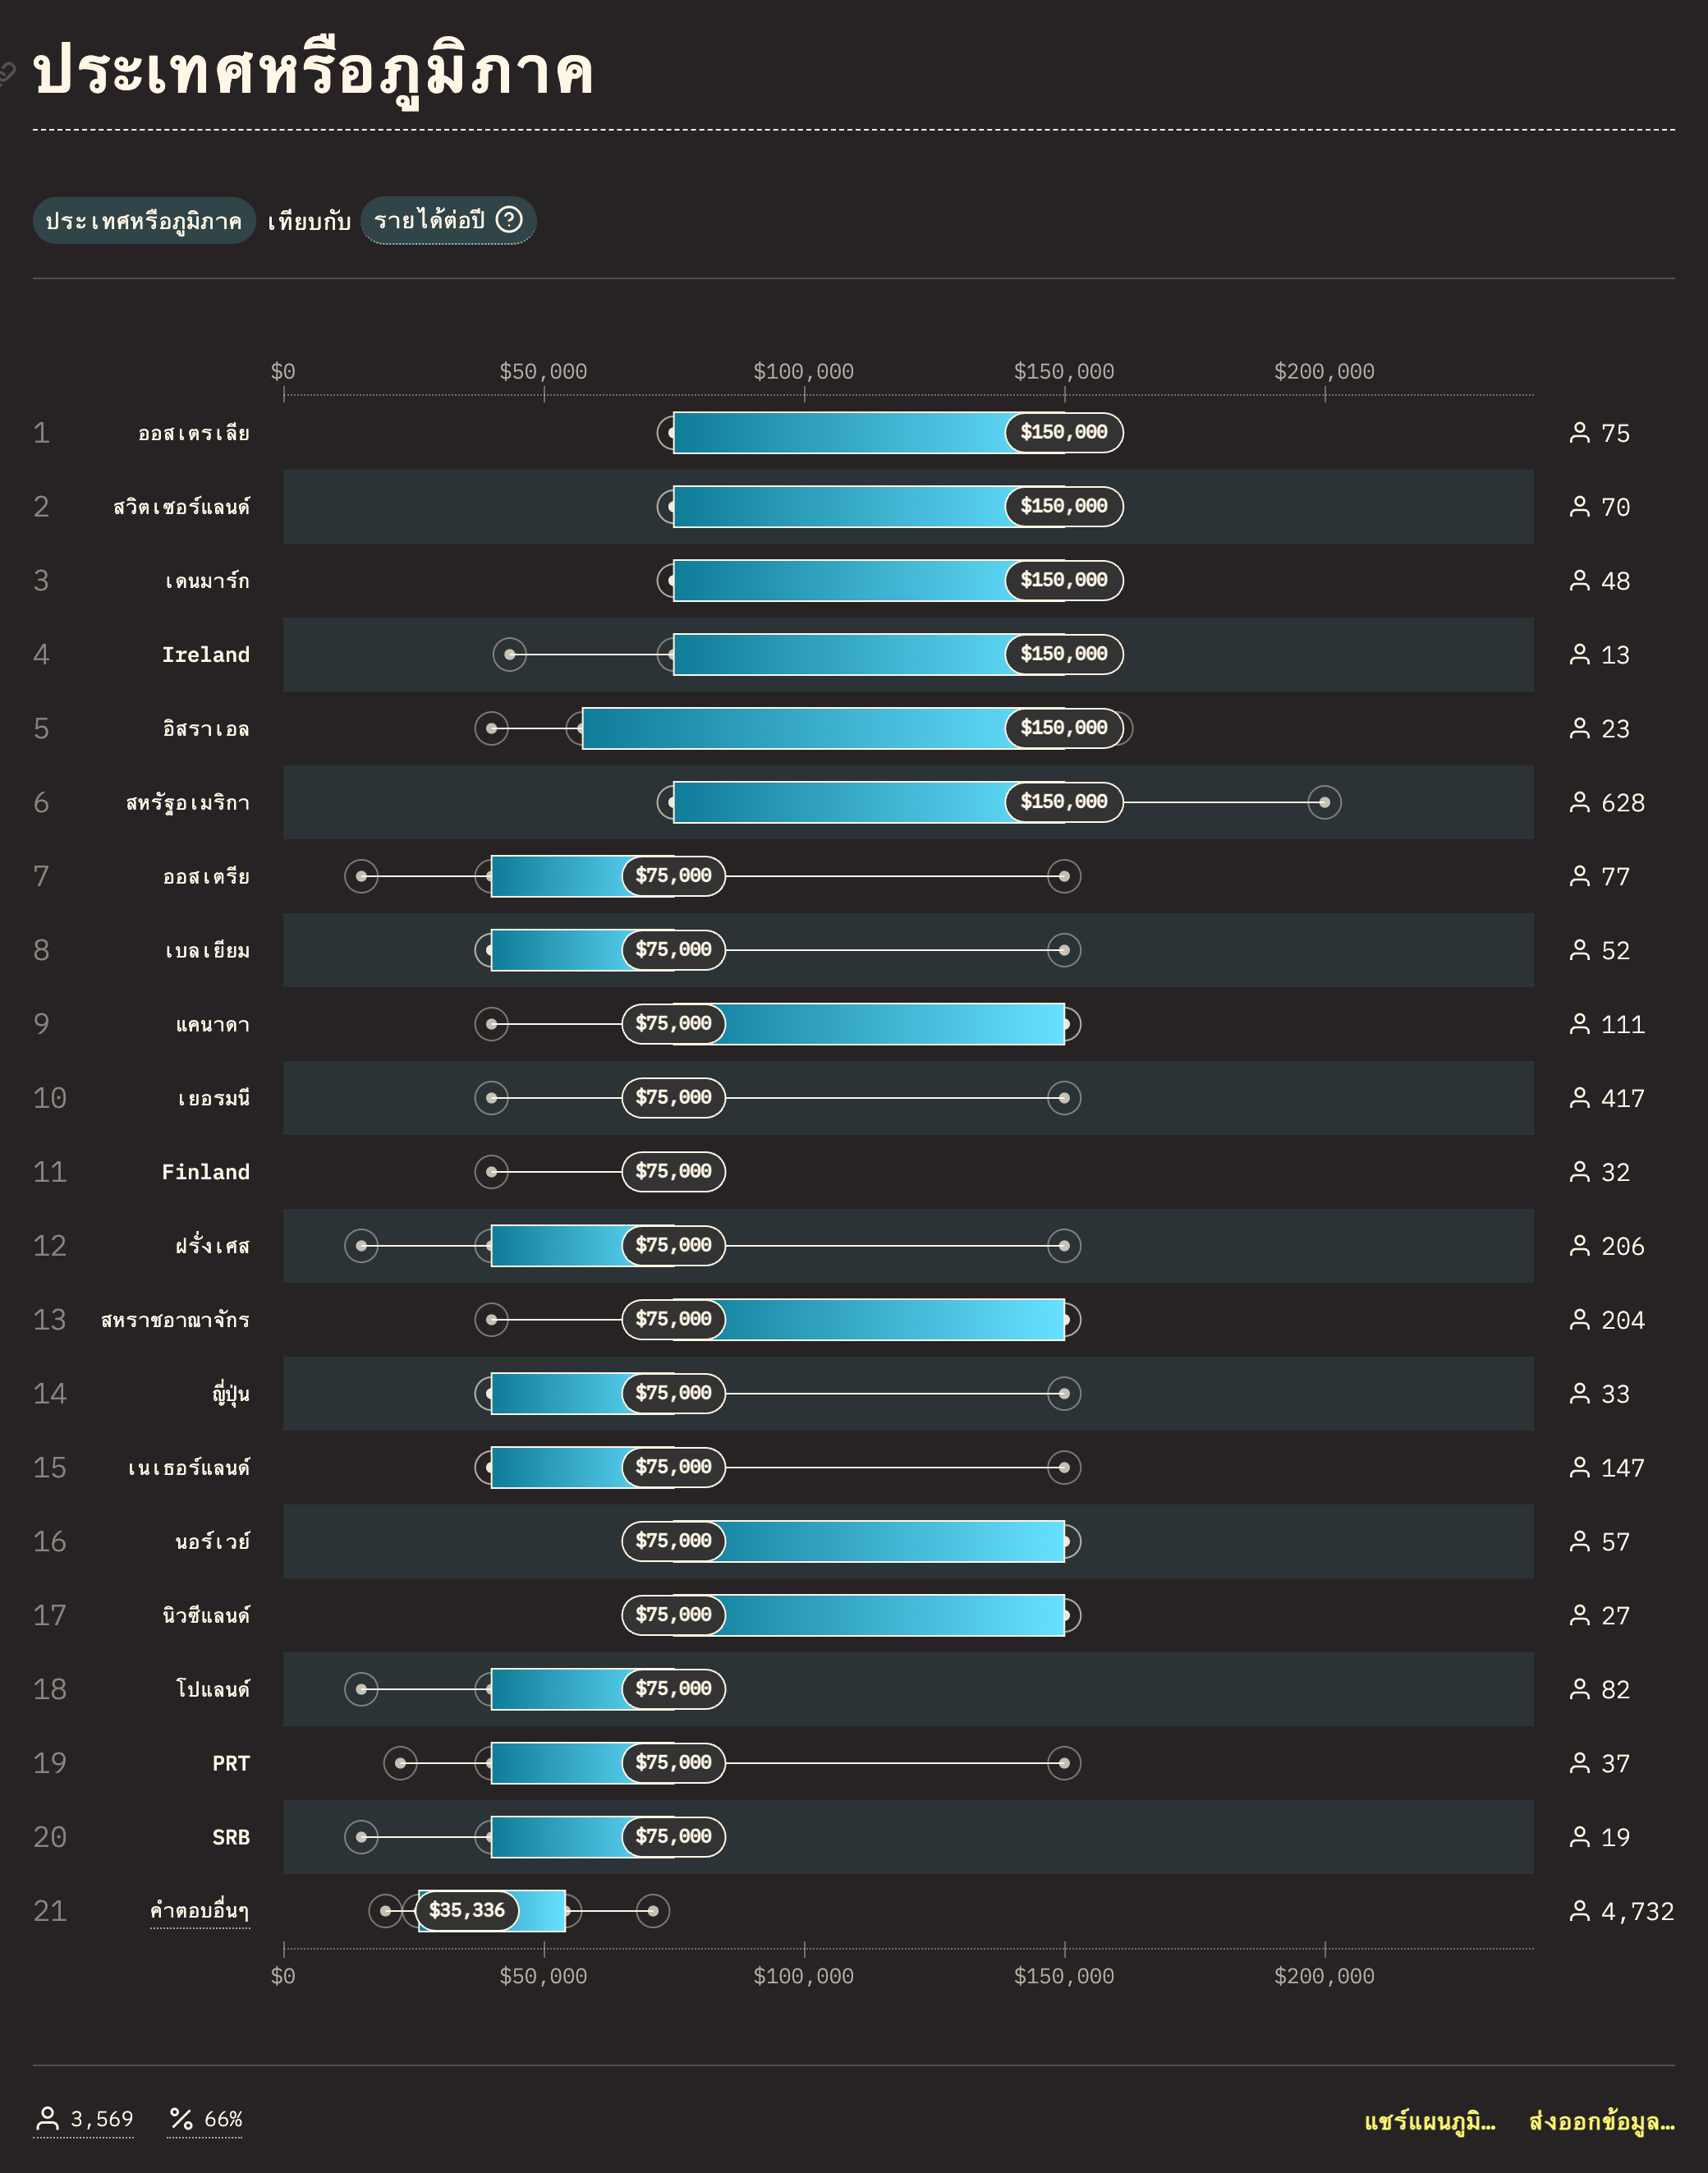 ประเทศหรือภูมิภาค
ประเทศหรือภูมิภาค เทียบกับ รายได้ต่อปี ?
$0 $50,000 $100,000 $150,000 $200,000
1 ออสเตรเลีย $150,000 75
2 สวิตเซอร์แลนด์ $150,000 70
3 เดนมาร์ก $150,000 48
4 Ireland $150,000 13
5 อิสราเอล $150,000 23
6 สหรัฐอเมริกา $150,000 628
7 ออสเตรีย $75,000 77
8 เบลเยียม $75,000 52
9 แคนาดา $75,000 111
10 เยอรมนี $75,000 417
11 Finland $75,000 32
12 ฝรั่งเศส $75,000 206
13 สหราชอาณาจักร $75,000 204
14 ญี่ปุ่น $75,000 33
15 เนเธอร์แลนด์ $75,000 147
16 นอร์เวย์ $75,000 57
17 นิวซีแลนด์ $75,000 27
18 โปแลนด์ $75,000 82
19 PRT $75,000 37
20 SRB $75,000 19
21 คำตอบอื่นๆ $35,336 4,732
$0 $50,000 $100,000 $150,000 $200,000
3,569 % 66% แชร์แผนภูมิ… ส่งออกข้อมูล…